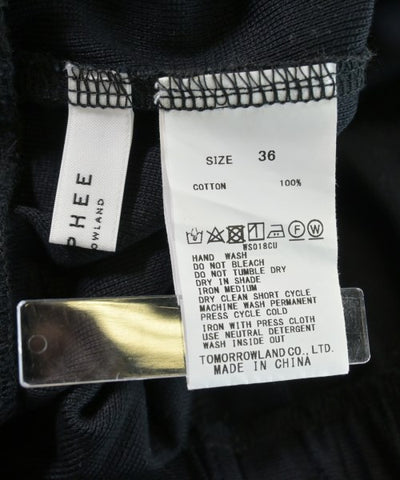 PHEE
ROWLAND
SIZE 36
COTTON 100%
WS018CU
HAND WASH
DO NOT BLEACH
DO NOT TUMBLE DRY
DRY IN SHADE
IRON MEDIUM
DRY CLEAN SHORT CYCLE
MACHINE WASH PERMANENT
PRESS CYCLE COLD
IRON WITH PRESS CLOTH
USE NEUTRAL DETERGENT
WASH INSIDE OUT
TOMORROWLAND CO., LTD.
MADE IN CHINA